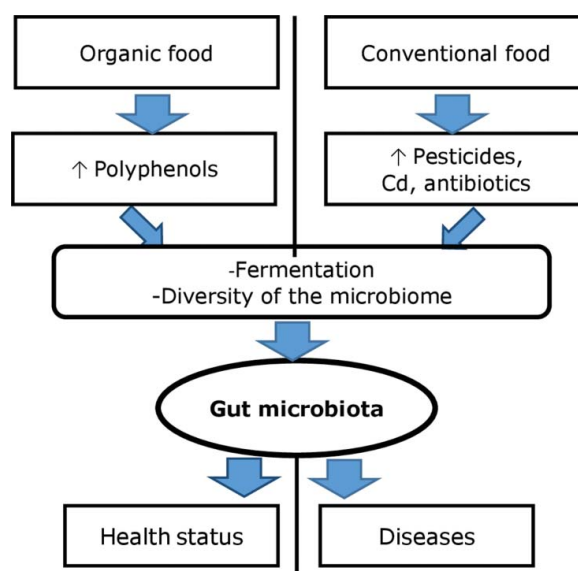 Organic food
Conventional food
↑ Polyphenols
↑ Pesticides,
Cd, antibiotics
-Fermentation
-Diversity of the microbiome
Gut microbiota
Health status
Diseases